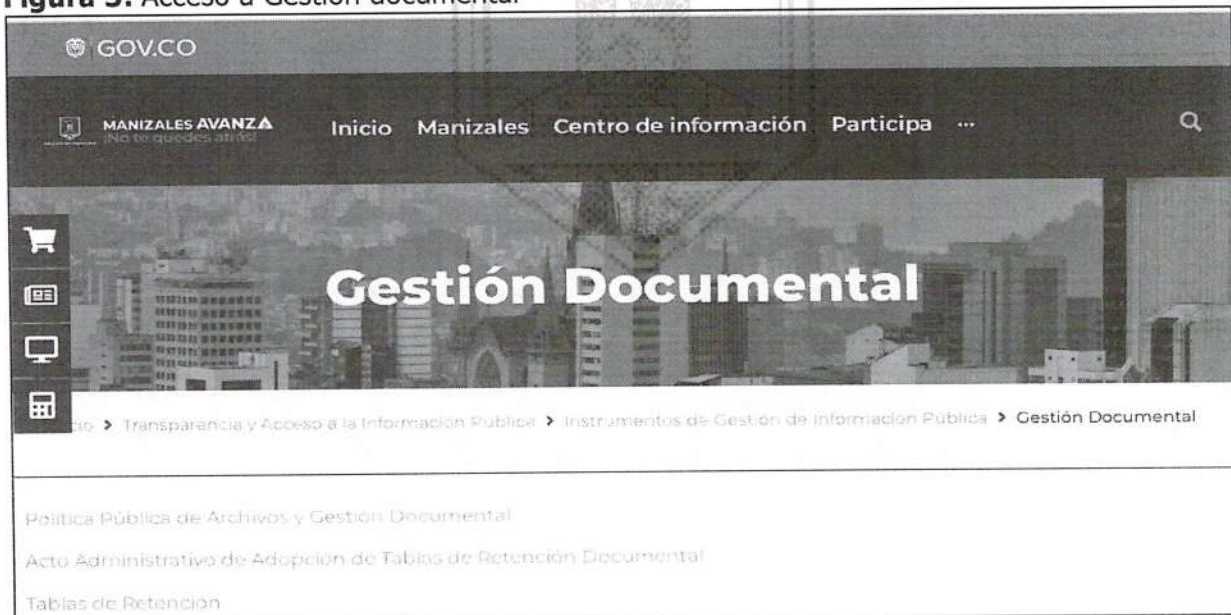 Figura 3. Acceso a Gestión documental
GOV.CO
MANIZALES AVANZA
¡No te quedes atrás!
Inicio Manizales Centro de información Participa ...
Gestión Documental
cio > Transparencia y Acceso a la Información Pública > Instrumentos de Gestión de Información Pública > Gestión Documental
Política Pública de Archivos y Gestión Documental
Acto Administrativo de Adopción de Tablas de Retención Documental
Tablas de Retención